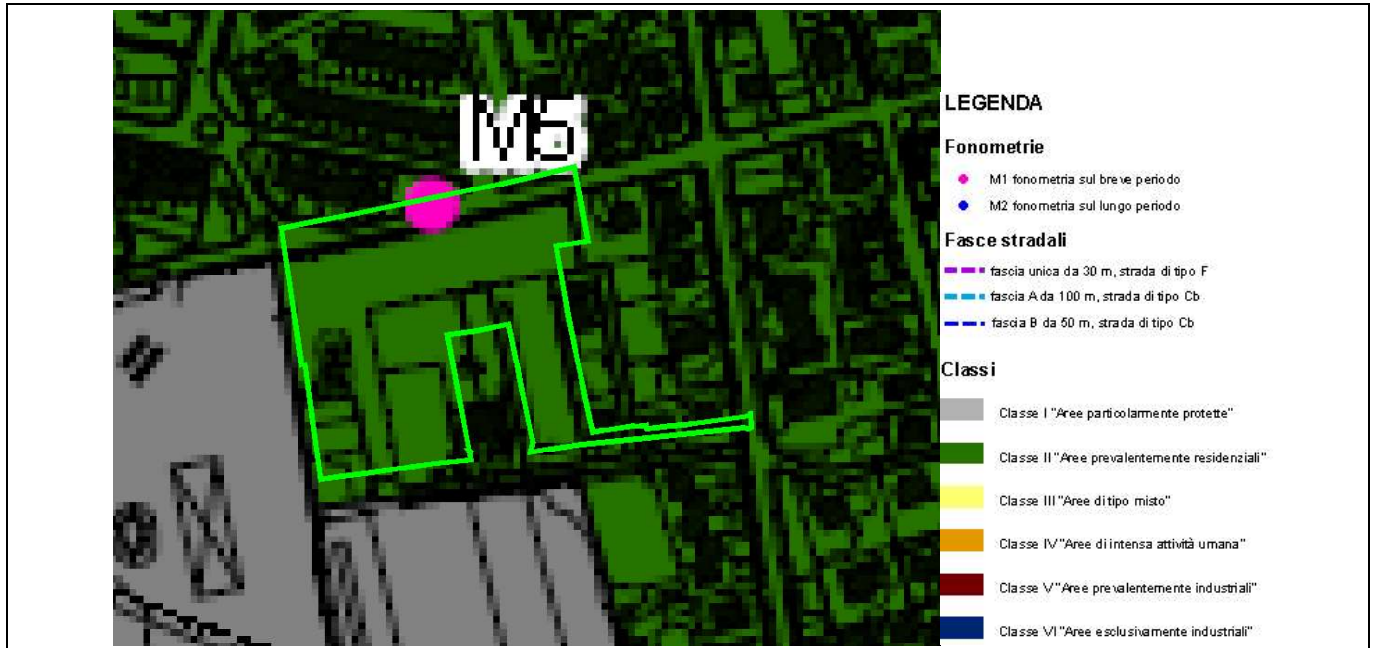 M5
LEGENDA
Fonometrie
M1 fonometria sul breve periodo
M2 fonometria sul lungo periodo
Fasce stradali
fascia unica da 30 m, strada di tipo F
fascia A da 100 m, strada di tipo Cb
fascia B da 50 m, strada di tipo Cb
Classi
Classe I "Aree particolarmente protette"
Classe II "Aree prevalentemente residenziali"
Classe III "Aree di tipo misto"
Classe IV "Aree di intensa attività umana"
Classe V "Aree prevalentemente industriali"
Classe VI "Aree esclusivamente industriali"